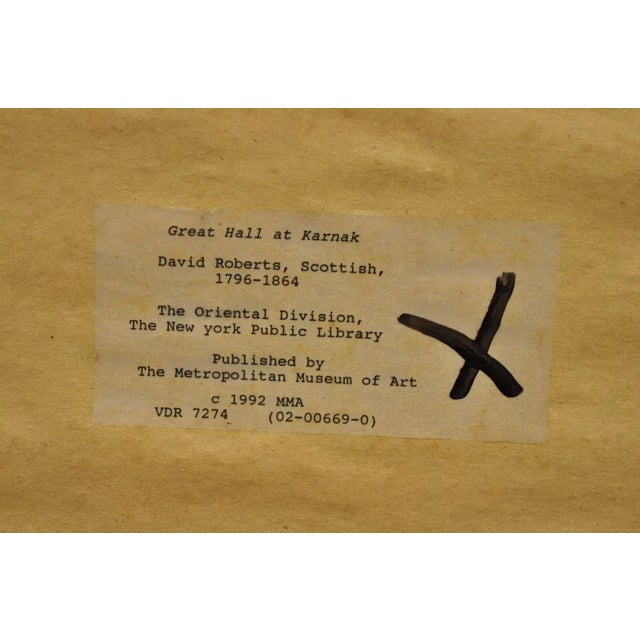 Great Hall at Karnak
David Roberts, Scottish,
1796-1864
The Oriental Division,
The New york Public Library
Published by
The Metropolitan Museum of Art
c 1992 MMA
VDR 7274 (02-00669-0)